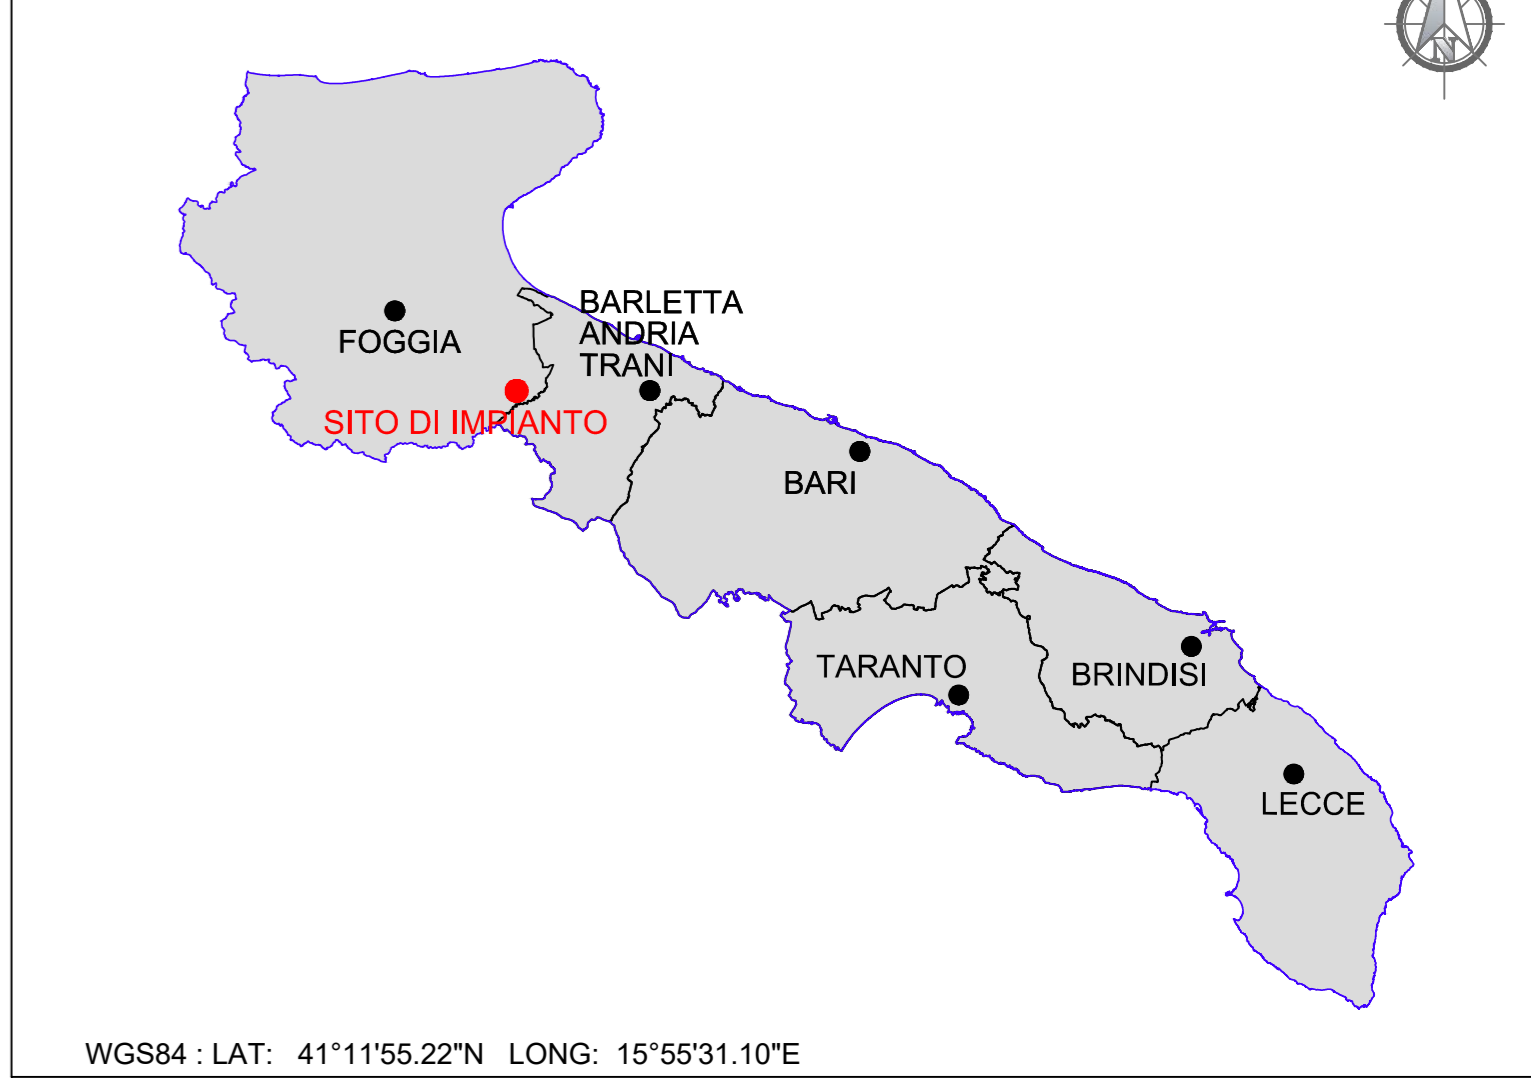 N
BARLETTA
ANDRIA
TRANI
FOGGIA
SITO DI IMPIANTO
BARI
TARANTO
BRINDISI
LECCE
WGS84 : LAT: 41°11'55.22"N LONG: 15°55'31.10"E